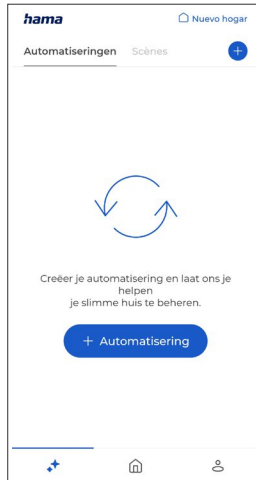 hama
Nuevo hogar
Automatiseringen
Scènes
Creëer je automatisering en laat ons je
helpen
je slimme huis te beheren.
+ Automatisering